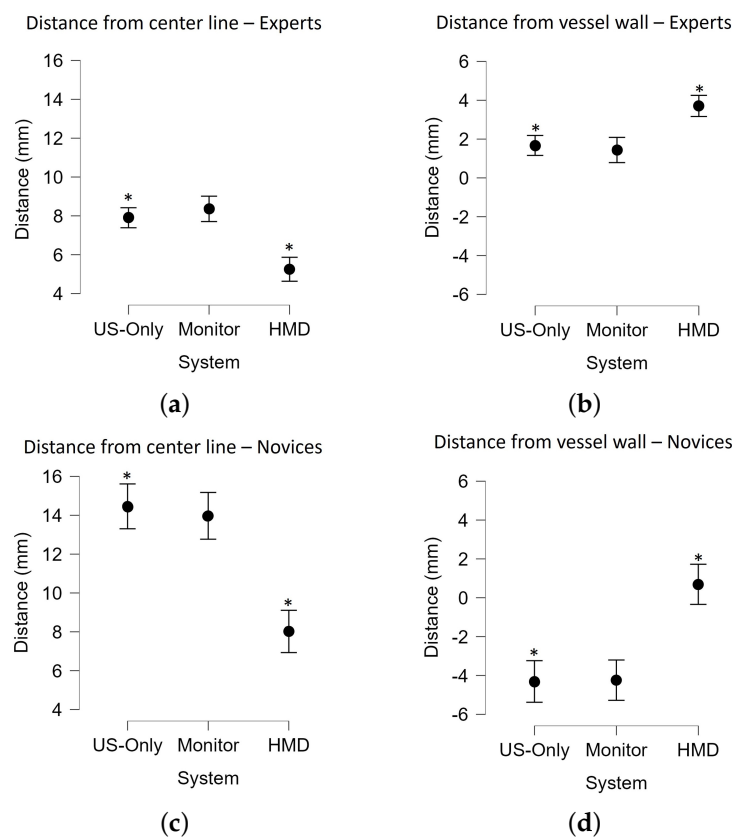 Distance from center line – Experts
16
14
12
10
8
6
4
Distance (mm)
*
*
US-Only Monitor HMD
System
(a)
Distance from vessel wall – Experts
6
4
2
0
-2
-4
-6
Distance (mm)
*
*
US-Only Monitor HMD
System
(b)
Distance from center line – Novices
16
14
12
10
8
6
4
Distance (mm)
*
*
US-Only Monitor HMD
System
(c)
Distance from vessel wall – Novices
6
4
2
0
-2
-4
-6
Distance (mm)
*
*
US-Only Monitor HMD
System
(d)